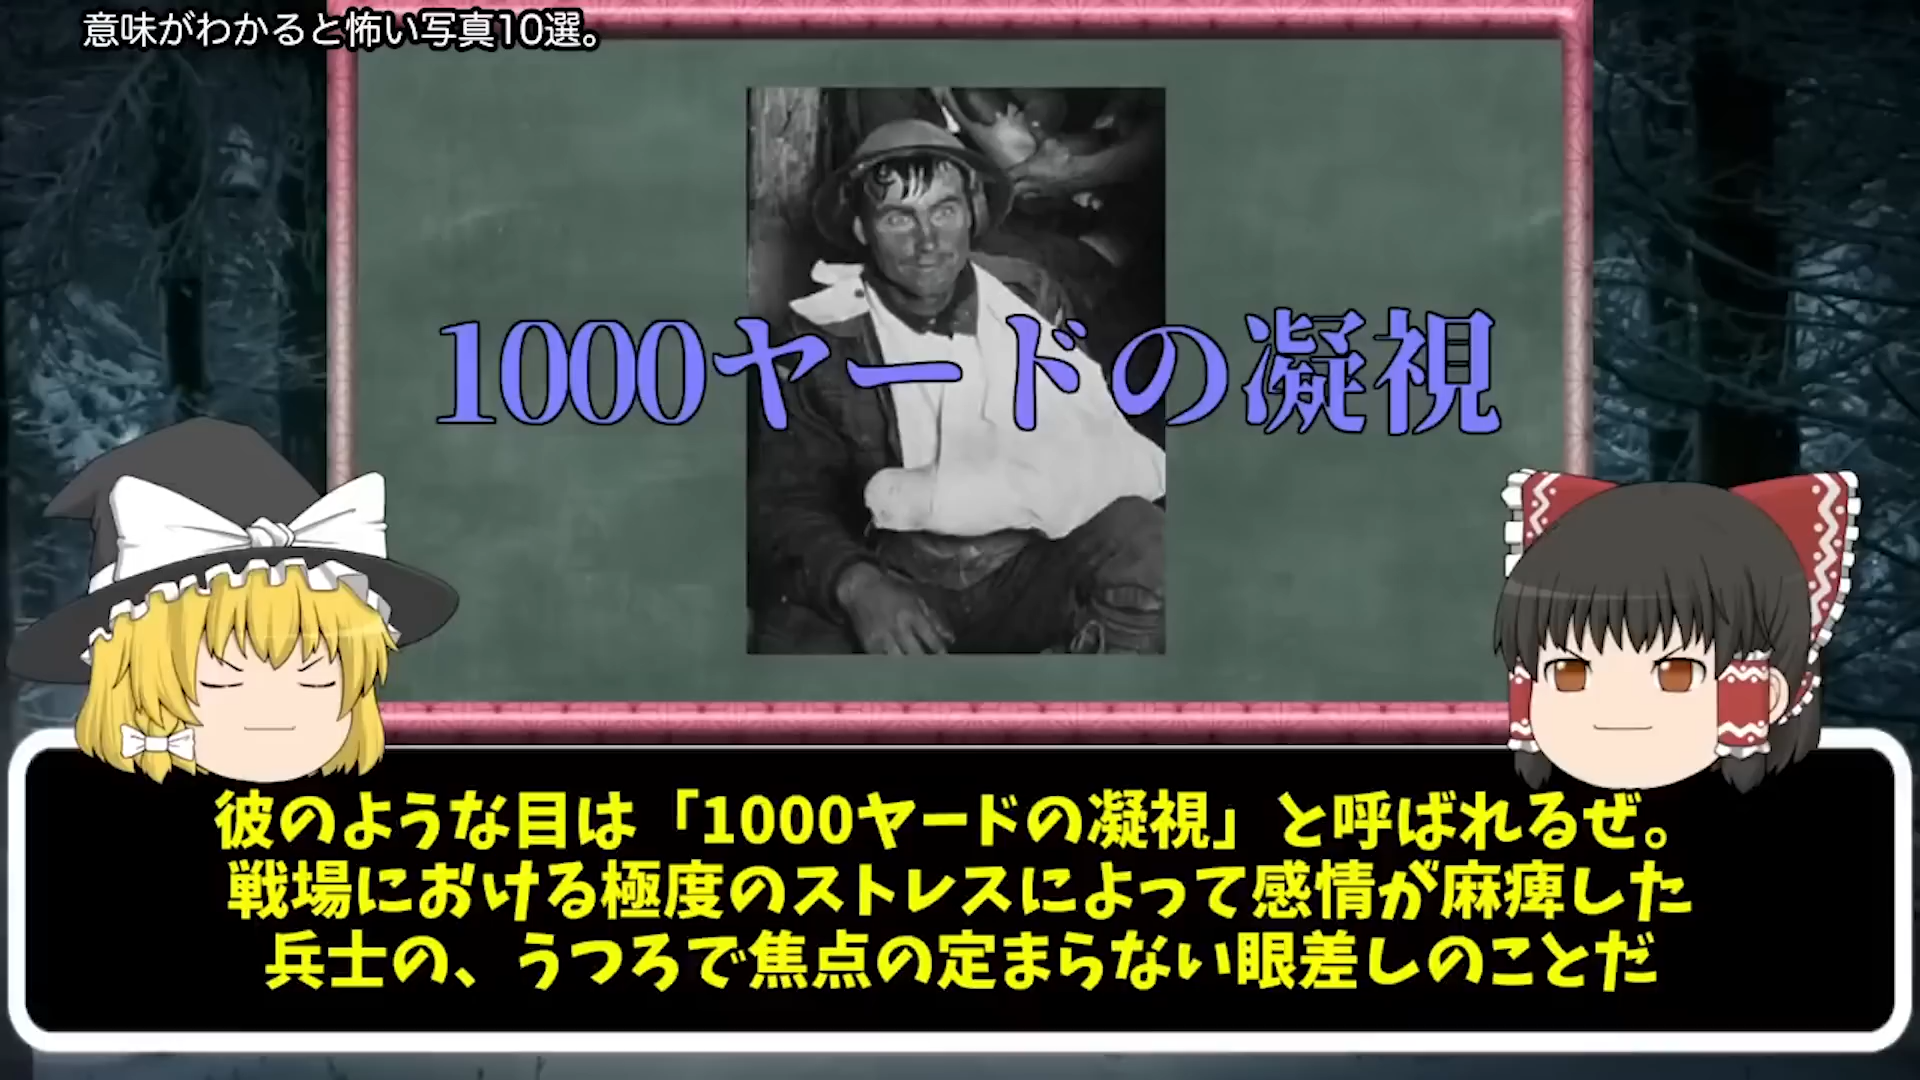 意味がわかると怖い写真10選。
1000ヤードの凝視
彼のような目は「1000ヤードの凝視」と呼ばれるぜ。
戦場における極度のストレスによって感情が麻痺した
兵士の、うつろで焦点の定まらない眼差しのことだ